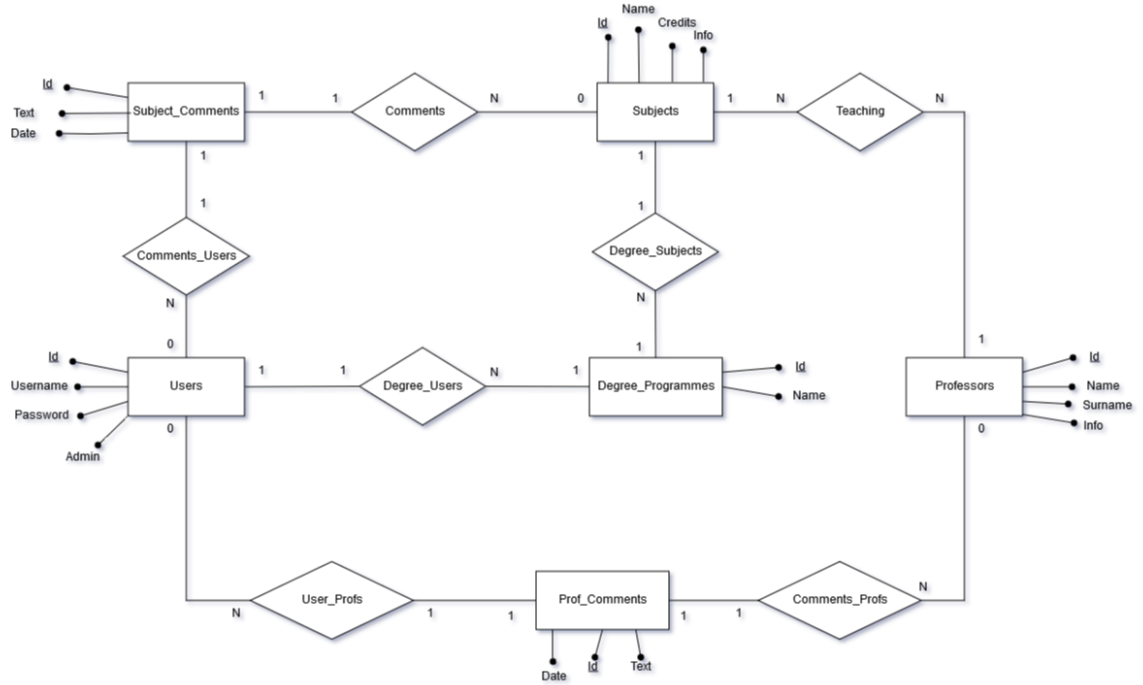 Name
Id
Credits
Info
Id
Text
Date
Subject_Comments
1
1
Comments
N
0
Subjects
1
N
Teaching
N
1
1
1
1
Comments_Users
Degree_Subjects
N
N
0
1
1
Id
Username
Password
Admin
Users
1
1
Degree_Users
N
1
Degree_Programmes
Id
Name
Professors
Id
Name
Surname
Info
0
0
N
User_Profs
1
1
Prof_Comments
1
1
Comments_Profs
N
Date
Id
Text